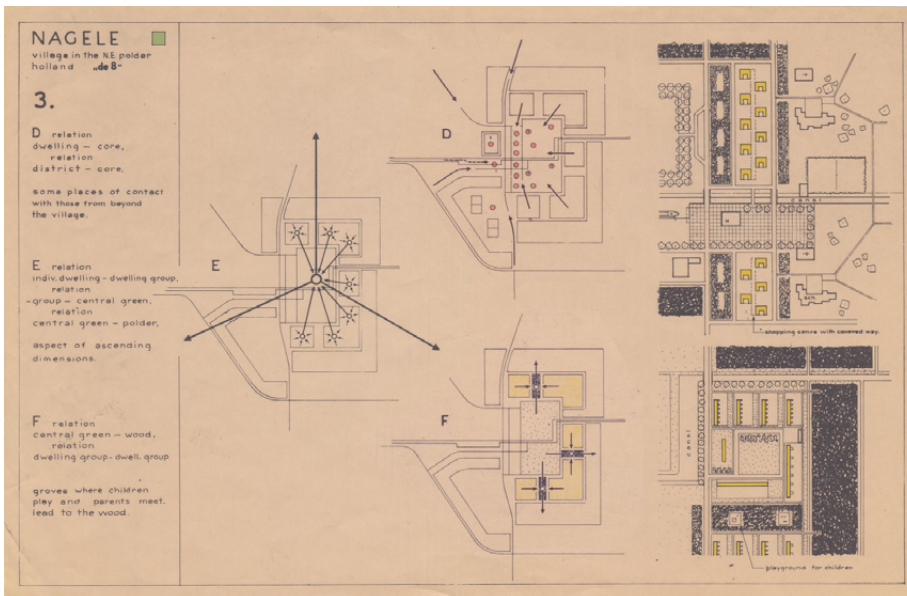 NAGELE
village in the N.E. polder
holland „de 8-
3.
D relation
dwelling – core,
relation
district – core,
some places of contact
with those from beyond
the village.
E relation
indiv. dwelling – dwelling group,
relation
-group – central green,
relation
central green – polder,
aspect of ascending
dimensions.
F relation
central green – wood,
relation
dwelling group – dwell. group
groves where children
play and parents meet,
lead to the wood.
D
E
F
canal
shopping centre with covered way.
canal
playground for children